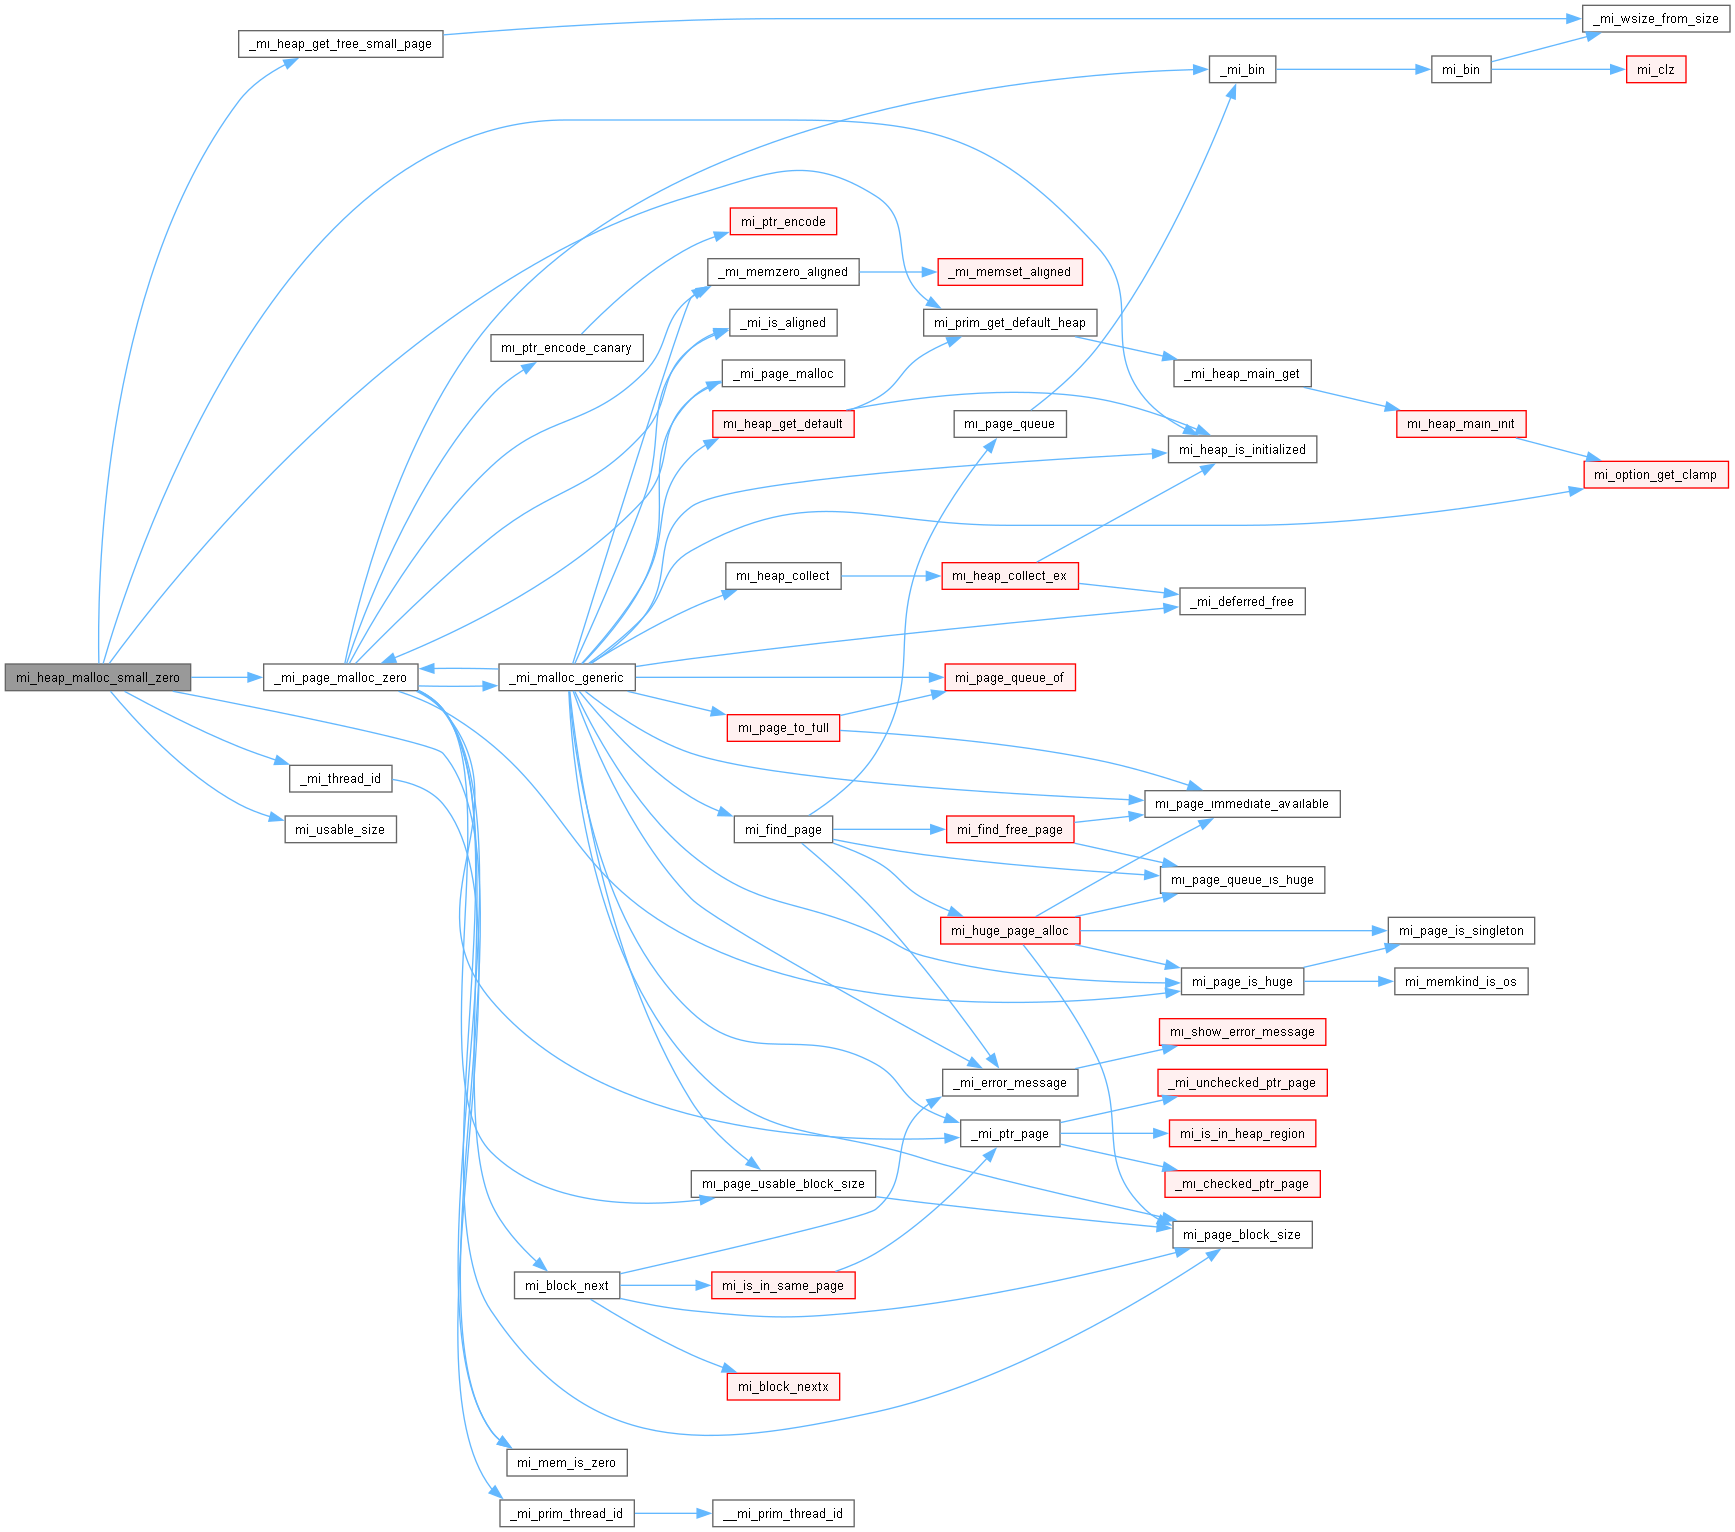 _mi_wsize_from_size
_mi_heap_get_free_small_page
_mi_bin
mi_bin
mi_clz
mi_ptr_encode
_mi_memzero_aligned
_mi_memset_aligned
_mi_is_aligned
mi_prim_get_default_heap
mi_ptr_encode_canary
_mi_page_malloc
_mi_heap_main_get
mi_heap_get_default
mi_page_queue
mi_heap_main_init
mi_heap_is_initialized
mi_option_get_clamp
mi_heap_collect
mi_heap_collect_ex
_mi_deferred_free
mi_heap_malloc_small_zero
_mi_page_malloc_zero
_mi_malloc_generic
mi_page_queue_of
mi_page_to_full
_mi_thread_id
mi_page_immediate_available
mi_usable_size
mi_find_page
mi_find_free_page
mi_page_queue_is_huge
mi_huge_page_alloc
mi_page_is_singleton
mi_page_is_huge
mi_memkind_is_os
mi_show_error_message
_mi_error_message
_mi_unchecked_ptr_page
_mi_ptr_page
mi_is_in_heap_region
mi_page_usable_block_size
_mi_checked_ptr_page
mi_page_block_size
mi_block_next
mi_is_in_same_page
mi_block_nextx
mi_mem_is_zero
_mi_prim_thread_id
__mi_prim_thread_id